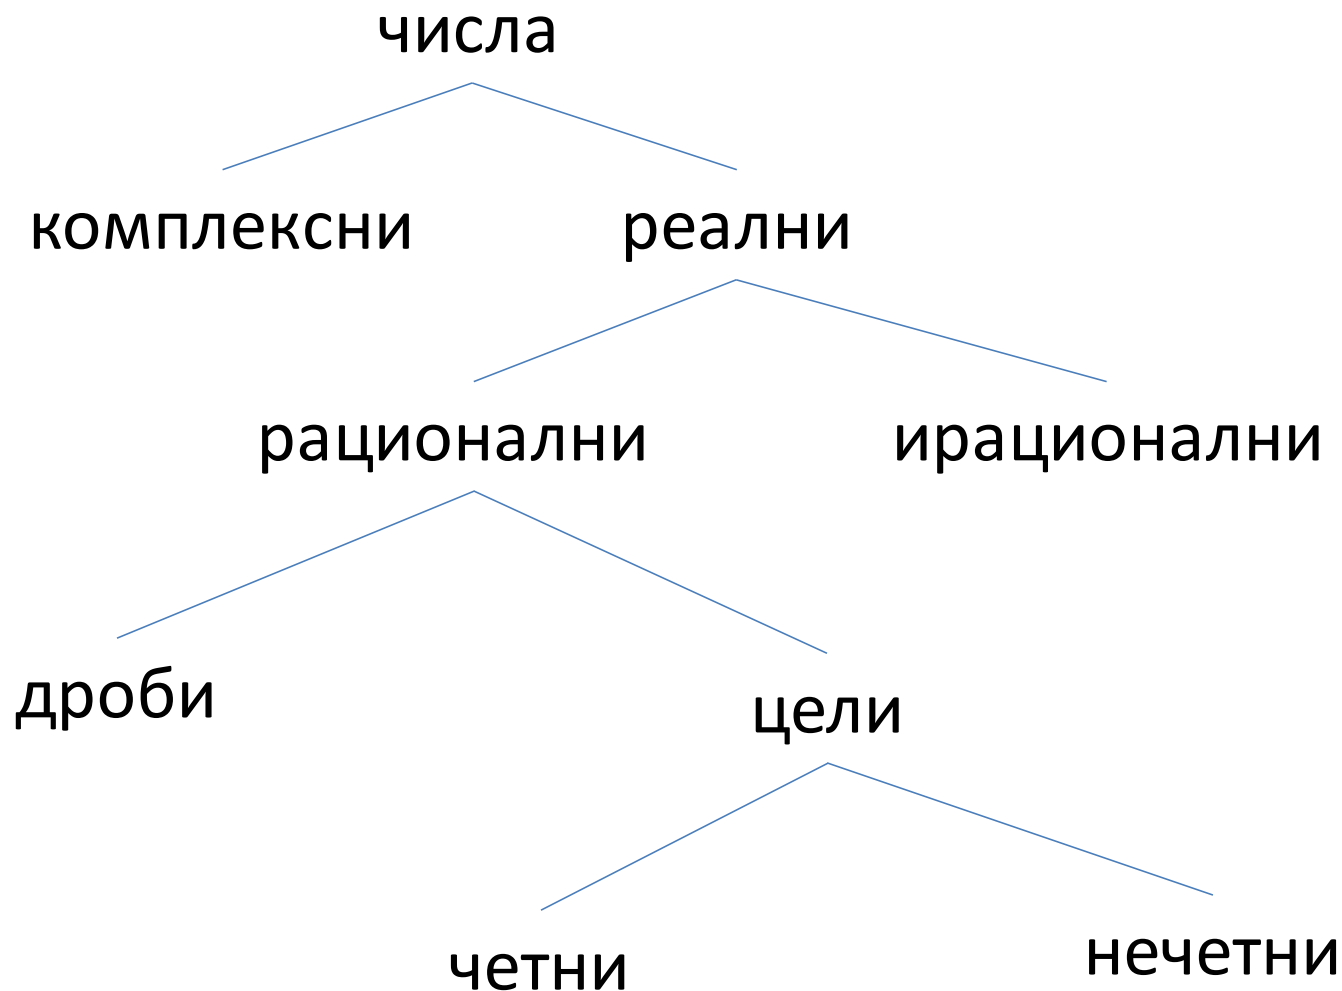 числа
комплексни реални
рационални ирационални
дроби
цели
четни
нечетни